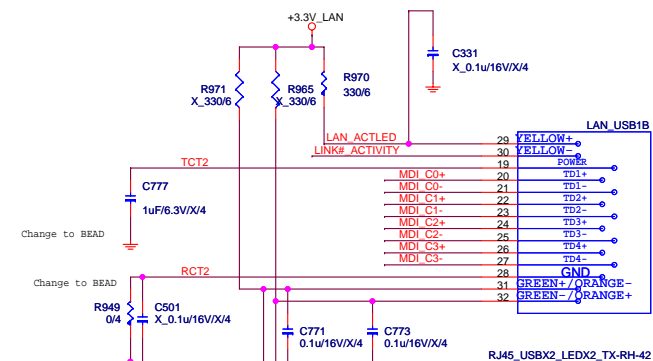 +3.3V_LAN
C331
X_0.1u/16V/X/4
R971
X_330/6
R965
X_330/6
R970
330/6
LAN_USB1B
LAN_ACTLED
29
YELLOW+
LINK#_ACTIVITY
30
YELLOW-
TCT2
19
POWER
MDI_C0+
20
TD1+
MDI_C0-
21
TD1-
MDI_C1+
22
TD2+
MDI_C1-
23
TD2-
MDI_C2+
24
TD3+
MDI_C2-
25
TD3-
MDI_C3+
26
TD4+
MDI_C3-
27
TD4-
C777
1uF/6.3V/X/4
Change to BEAD
RCT2
28
GND
31
GREEN+/ORANGE-
32
GREEN-/ORANGE+
Change to BEAD
R949
0/4
C501
X_0.1u/16V/X/4
C771
0.1u/16V/X/4
C773
0.1u/16V/X/4
RJ45_USBX2_LEDX2_TX-RH-42